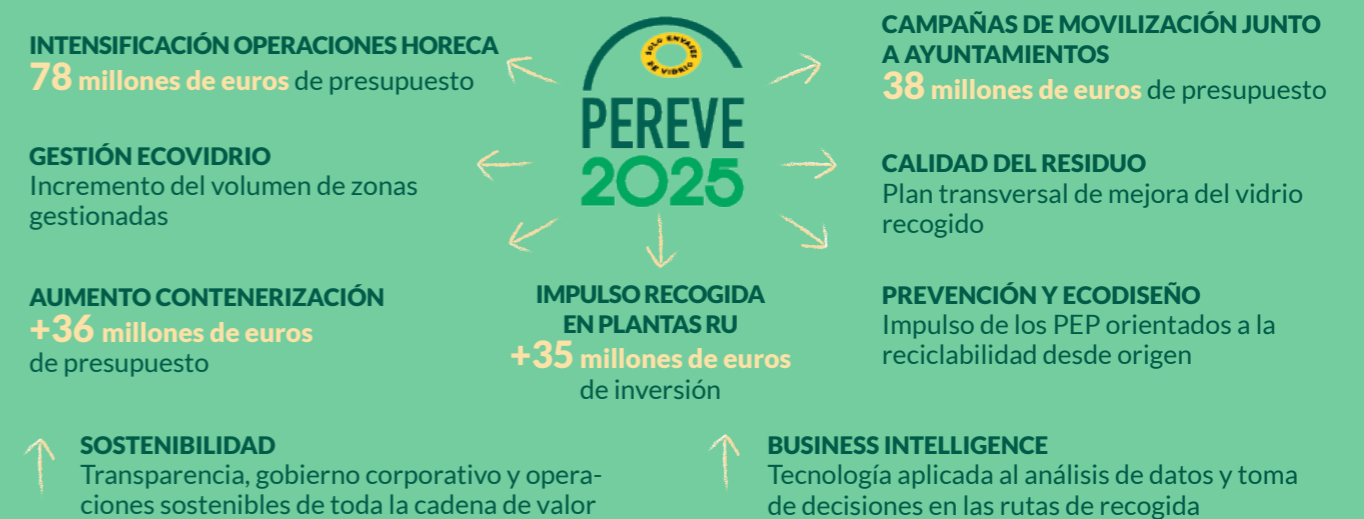 INTENSIFICACIÓN OPERACIONES HORECA
78 millones de euros de presupuesto
GESTIÓN ECOVIDRIO
Incremento del volumen de zonas
gestionadas
AUMENTO CONTENERIZACIÓN
+36 millones de euros
de presupuesto
SOLO ENVASES
DE VIDRIO
PEREVE
2025
IMPULSO RECOGIDA
EN PLANTAS RU
+35 millones de euros
de inversión
CAMPAÑAS DE MOVILIZACIÓN JUNTO
A AYUNTAMIENTOS
38 millones de euros de presupuesto
CALIDAD DEL RESIDUO
Plan transversal de mejora del vidrio
recogido
PREVENCIÓN Y ECODISEÑO
Impulso de los PEP orientados a la
reciclabilidad desde origen
SOSTENIBILIDAD
Transparencia, gobierno corporativo y opera-
ciones sostenibles de toda la cadena de valor
BUSINESS INTELLIGENCE
Tecnología aplicada al análisis de datos y toma
de decisiones en las rutas de recogida